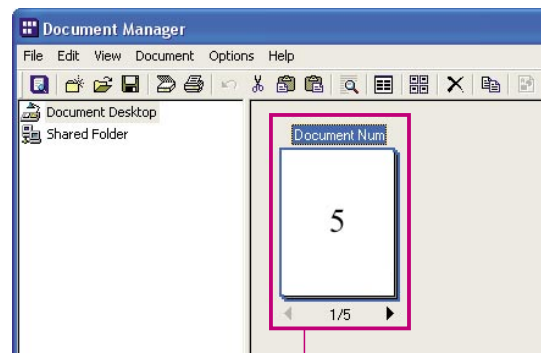 Document Manager
File Edit View Document Options Help
Document Desktop
Shared Folder
Document Num
5
1/5